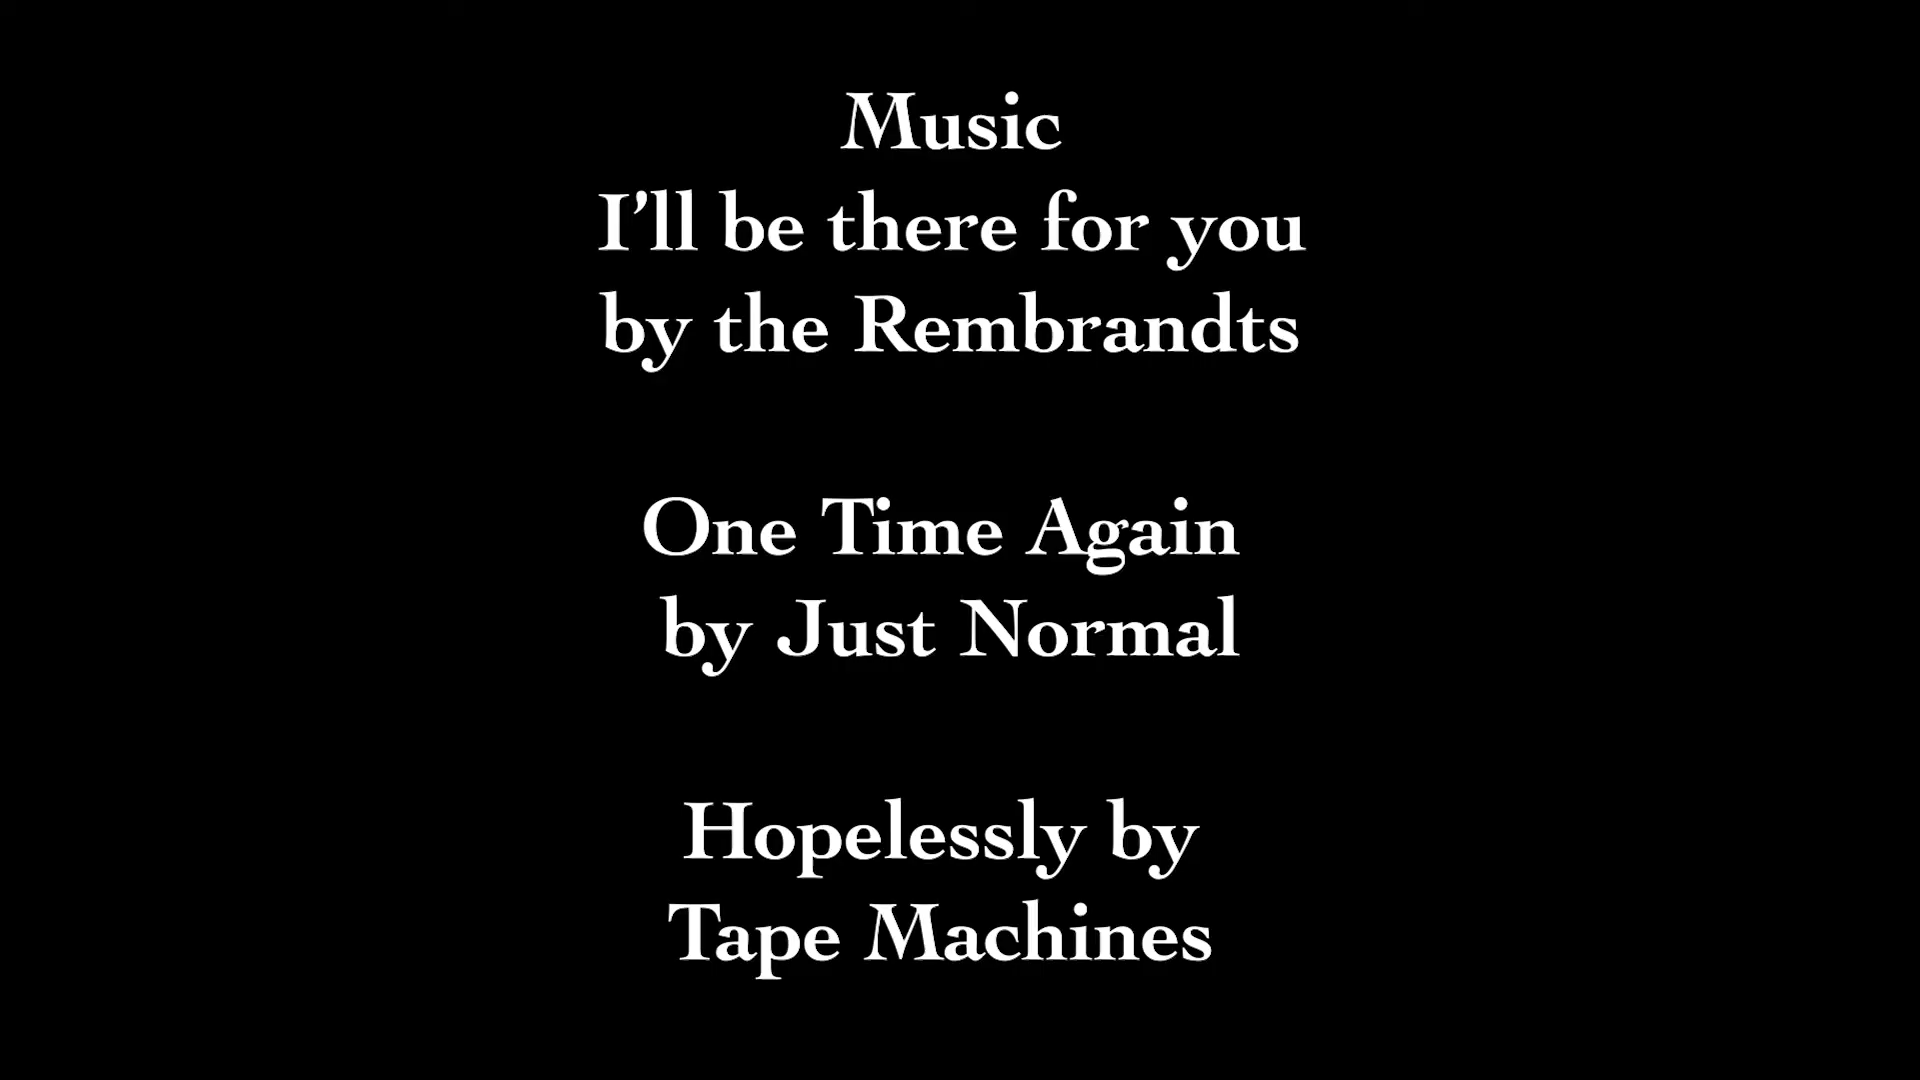 Music
I’ll be there for you
by the Rembrandts
One Time Again
by Just Normal
Hopelessly by
Tape Machines